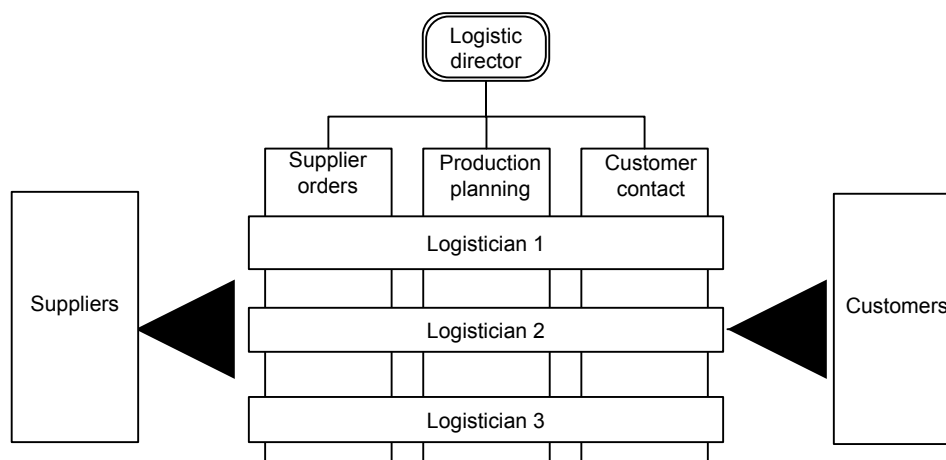 Logistic
director
Supplier
orders
Production
planning
Customer
contact
Logistician 1
Suppliers
Logistician 2
Customers
Logistician 3